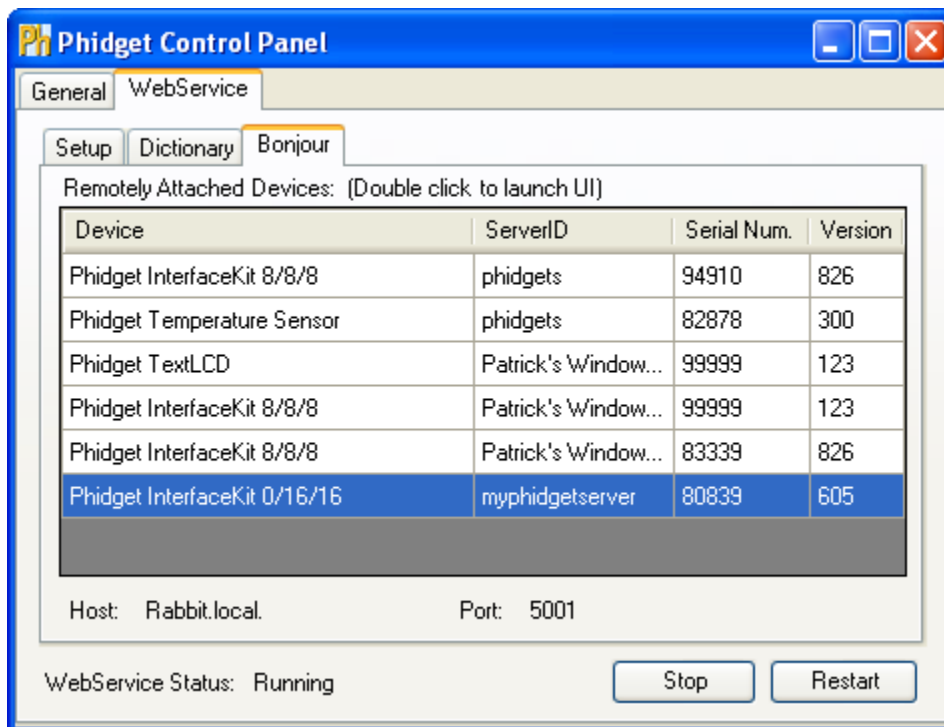 Ph Phidget Control Panel
General WebService
Setup Dictionary Bonjour
Remotely Attached Devices: (Double click to launch UI)
Device ServerID Serial Num. Version
Phidget InterfaceKit 8/8/8 phidgets 94910 826
Phidget Temperature Sensor phidgets 82878 300
Phidget TextLCD Patrick's Window... 99999 123
Phidget InterfaceKit 8/8/8 Patrick's Window... 99999 123
Phidget InterfaceKit 8/8/8 Patrick's Window... 83339 826
Phidget InterfaceKit 0/16/16 myphidgetserver 80839 605
Host: Rabbit.local. Port: 5001
WebService Status: Running Stop Restart